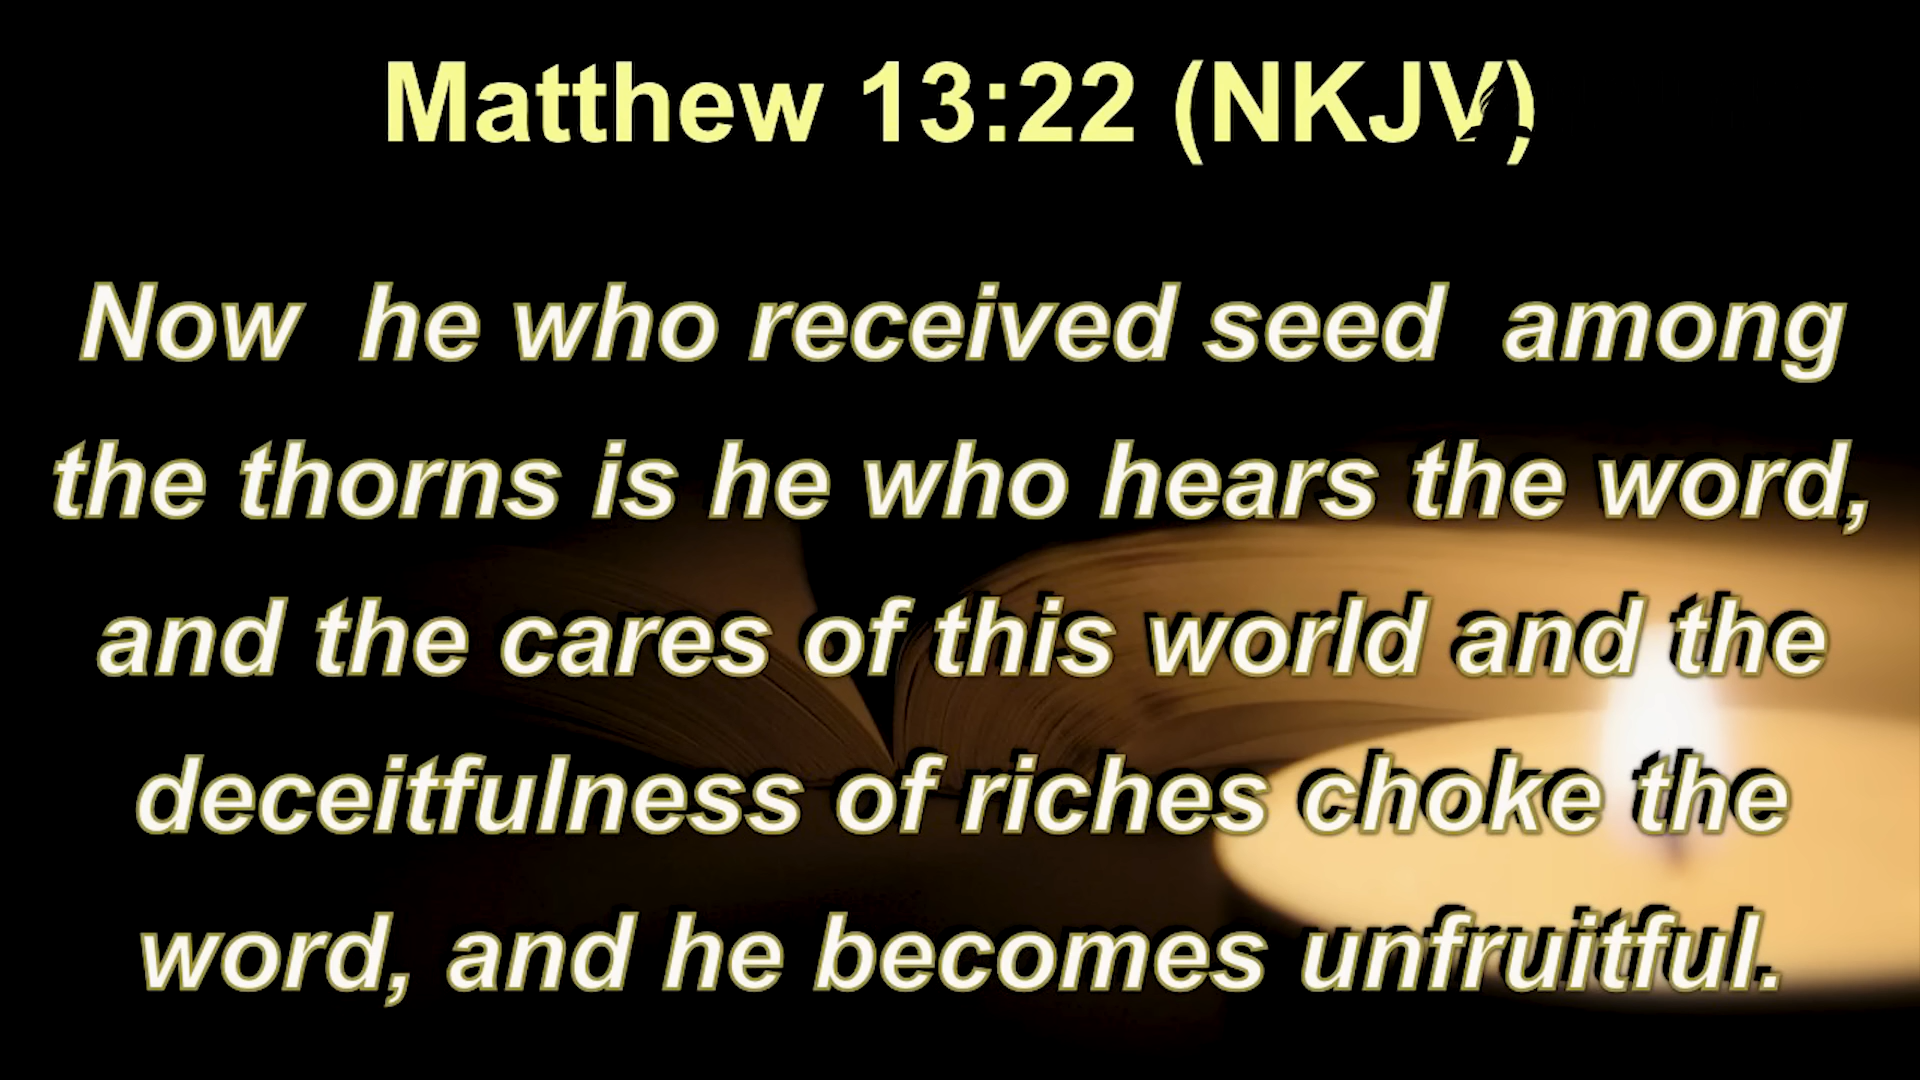 Matthew 13:22 (NKJV)
Now he who received seed among
the thorns is he who hears the word,
and the cares of this world and the
deceitfulness of riches choke the
word, and he becomes unfruitful.